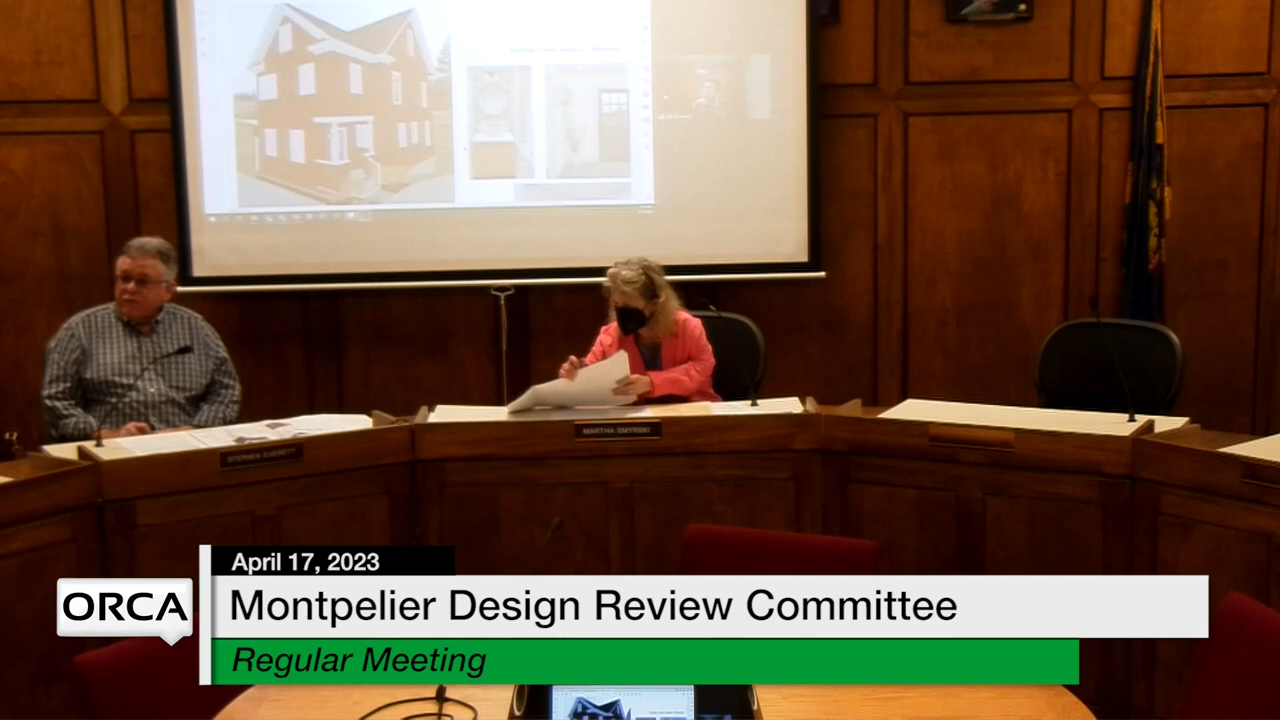 STEPHEN EVERETT
MARTHA SMYRSKI
April 17, 2023
ORCA
Montpelier Design Review Committee
Regular Meeting